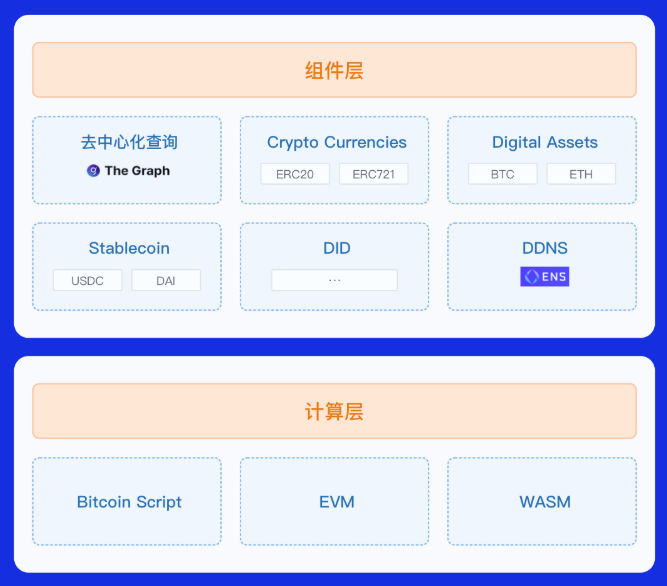 组件层
去中心化查询
The Graph
Crypto Currencies
ERC20 ERC721
Digital Assets
BTC ETH
Stablecoin
USDC DAI
DID
...
DDNS
ENS
计算层
Bitcoin Script
EVM
WASM